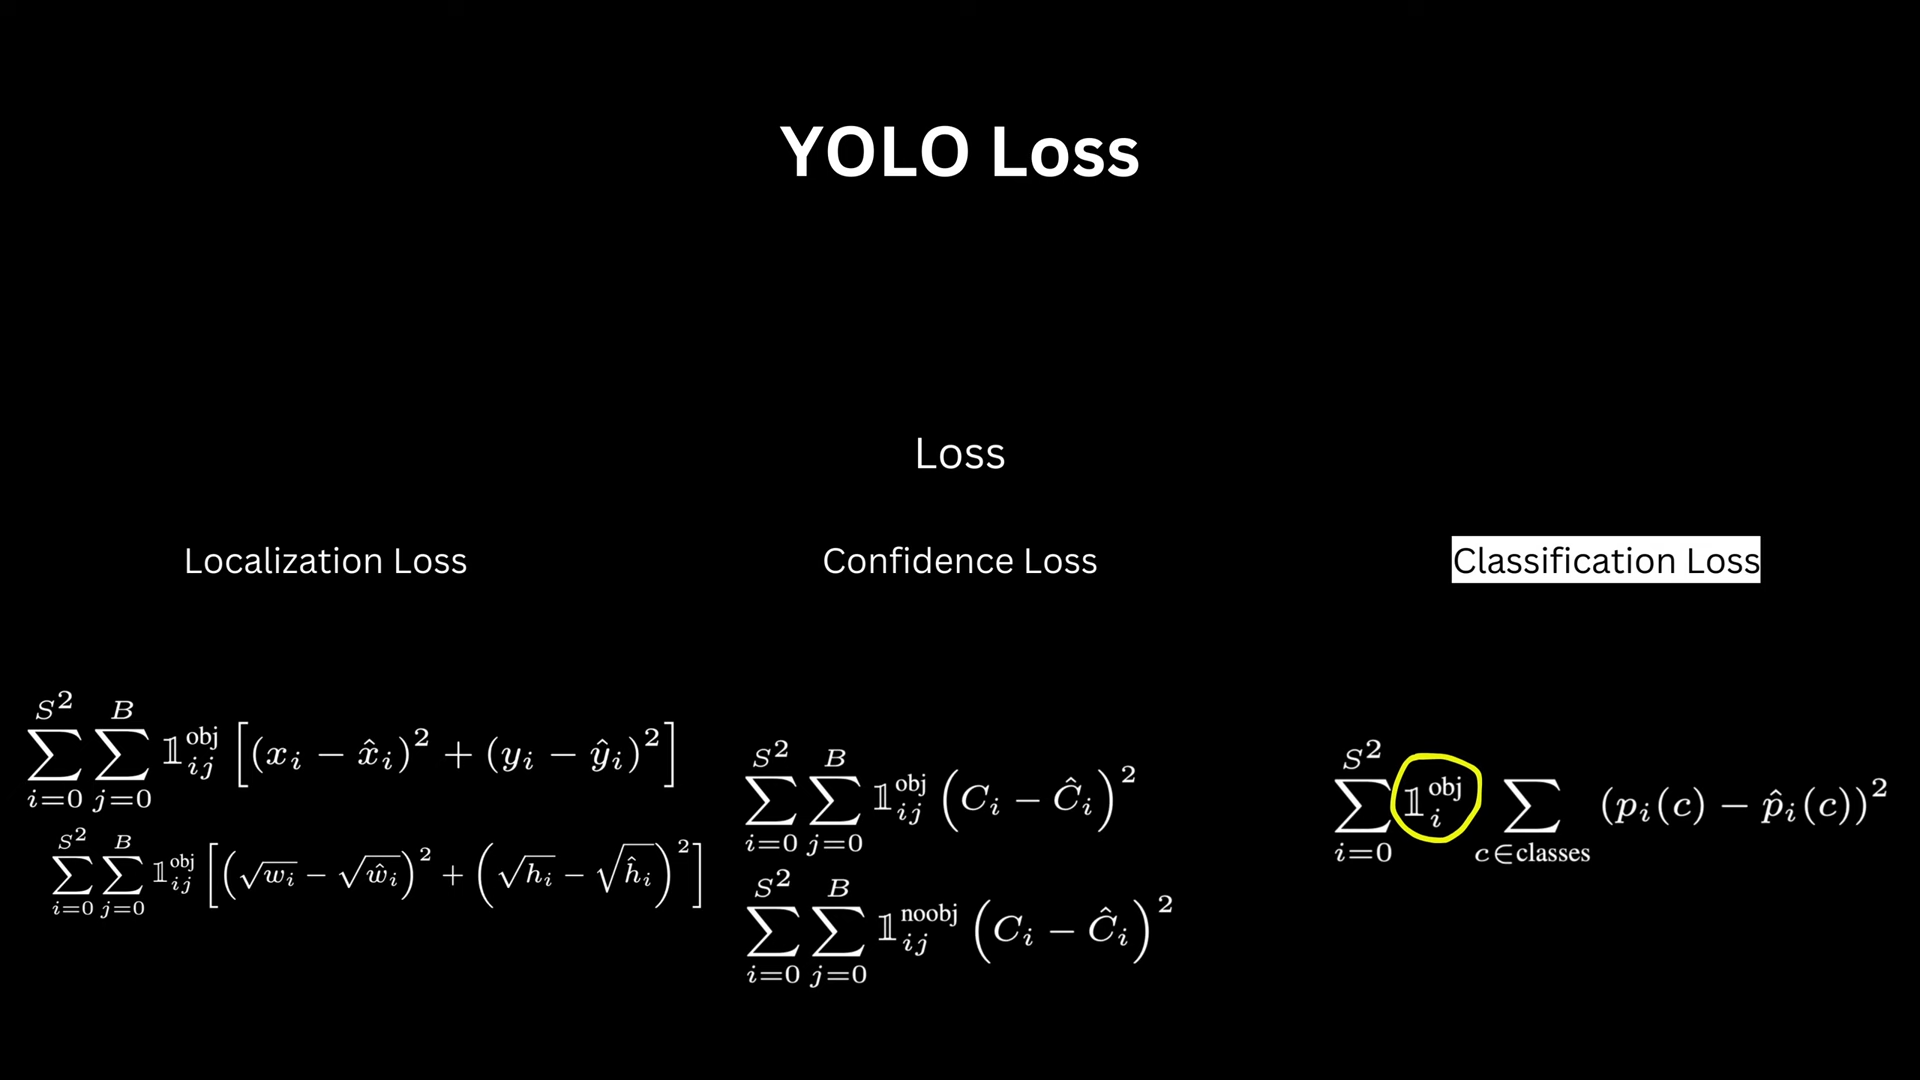 YOLO Loss
Loss
Localization Loss
Confidence Loss
Classification Loss
$\sum_{i=0}^{S^2} \sum_{j=0}^{B} \mathbb{1}_{ij}^{\text{obj}} \left[ (x_i - \hat{x}_i)^2 + (y_i - \hat{y}_i)^2 \right]$
$\sum_{i=0}^{S^2} \sum_{j=0}^{B} \mathbb{1}_{ij}^{\text{obj}} \left[ \left( \sqrt{w_i} - \sqrt{\hat{w}_i} \right)^2 + \left( \sqrt{h_i} - \sqrt{\hat{h}_i} \right)^2 \right]$
$\sum_{i=0}^{S^2} \sum_{j=0}^{B} \mathbb{1}_{ij}^{\text{obj}} \left( C_i - \hat{C}_i \right)^2$
$\sum_{i=0}^{S^2} \sum_{j=0}^{B} \mathbb{1}_{ij}^{\text{noobj}} \left( C_i - \hat{C}_i \right)^2$
$\sum_{i=0}^{S^2} \mathbb{1}_{i}^{\text{obj}} \sum_{c \in \text{classes}} (p_i(c) - \hat{p}_i(c))^2$